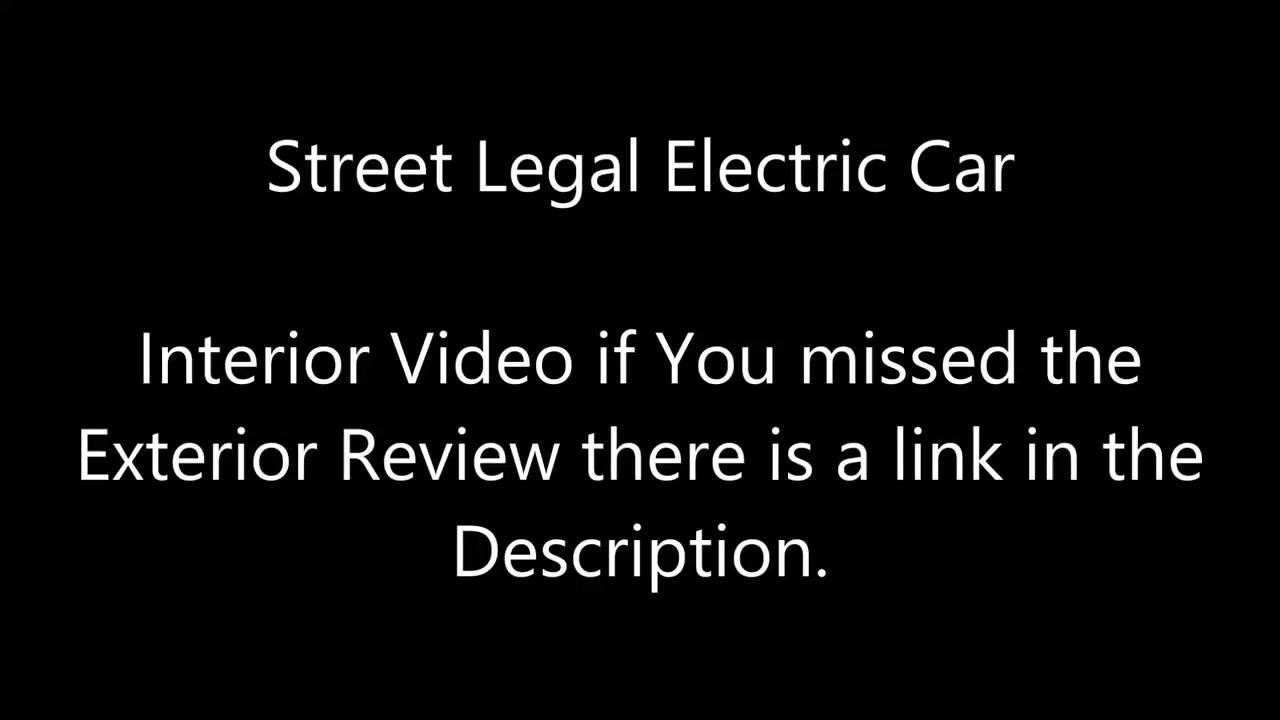 Street Legal Electric Car
Interior Video if You missed the
Exterior Review there is a link in the
Description.